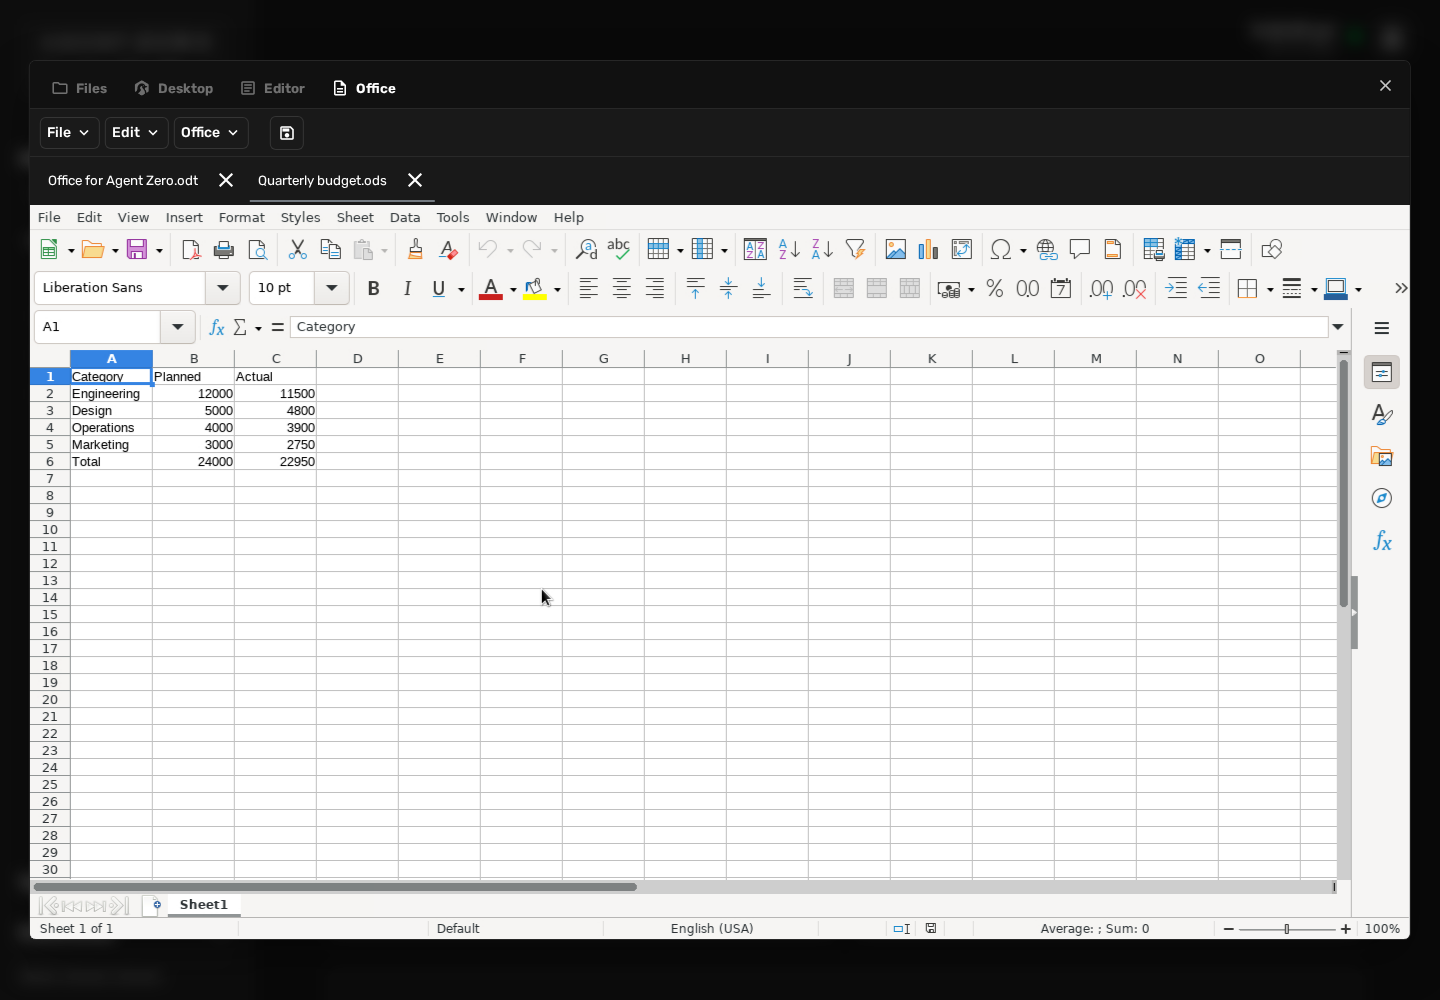 Files Desktop Editor Office
File Edit Office
Office for Agent Zero.odt Quarterly budget.ods
File Edit View Insert Format Styles Sheet Data Tools Window Help
Liberation Sans 10 pt
A1 Category
A B C D E F G H I J K L M N O
1 Category Planned Actual
2 Engineering 12000 11500
3 Design 5000 4800
4 Operations 4000 3900
5 Marketing 3000 2750
6 Total 24000 22950
7
8
9
10
11
12
13
14
15
16
17
18
19
20
21
22
23
24
25
26
27
28
29
30
Sheet1
Sheet 1 of 1 Default English (USA) Average: ; Sum: 0 100%